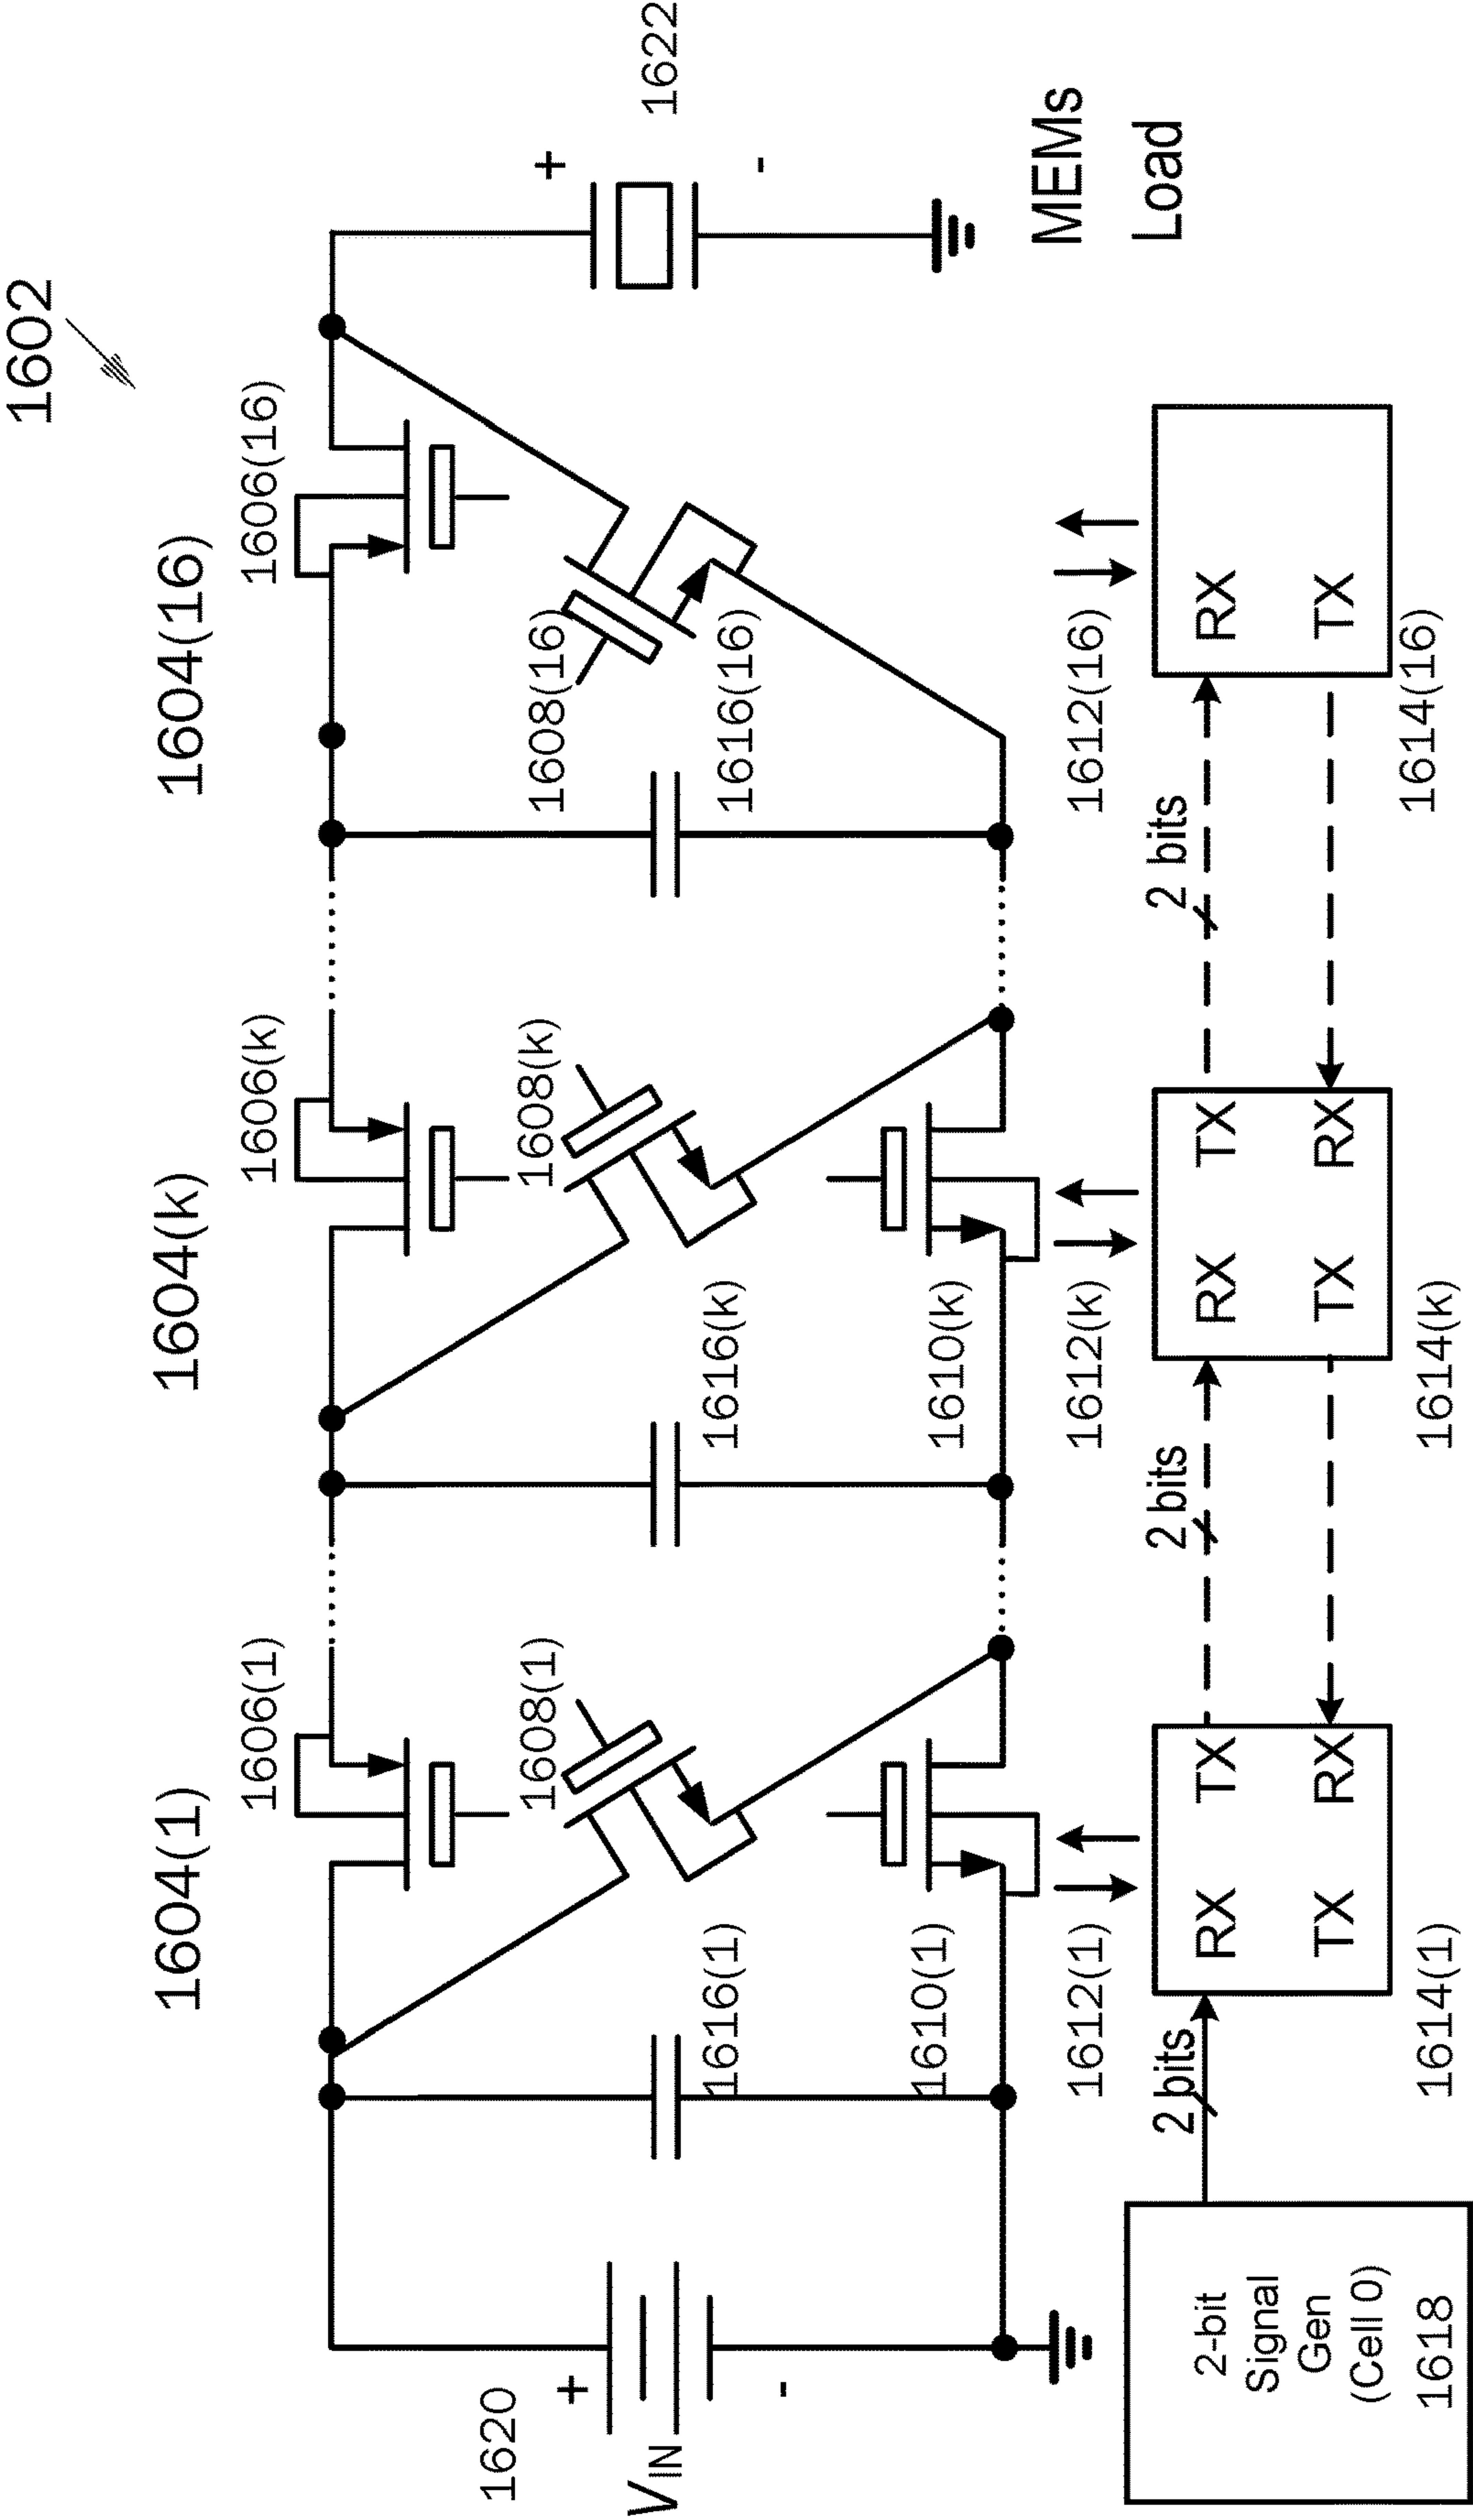 1602
1604(1)
1604(k)
1604(16)
1606(1)
1606(k)
1606(16)
1620
+
-
VIN
1608(1)
1608(k)
1608(16)
1616(1)
1616(k)
1616(16)
+
-
1622
1610(1)
1610(k)
MEMs
Load
1612(1)
1612(k)
1612(16)
2 bits
2 bits
2 bits
2-bit
Signal
Gen
(Cell 0)
1618
RX TX
TX RX
RX TX
TX RX
RX
TX
1614(1)
1614(k)
1614(16)